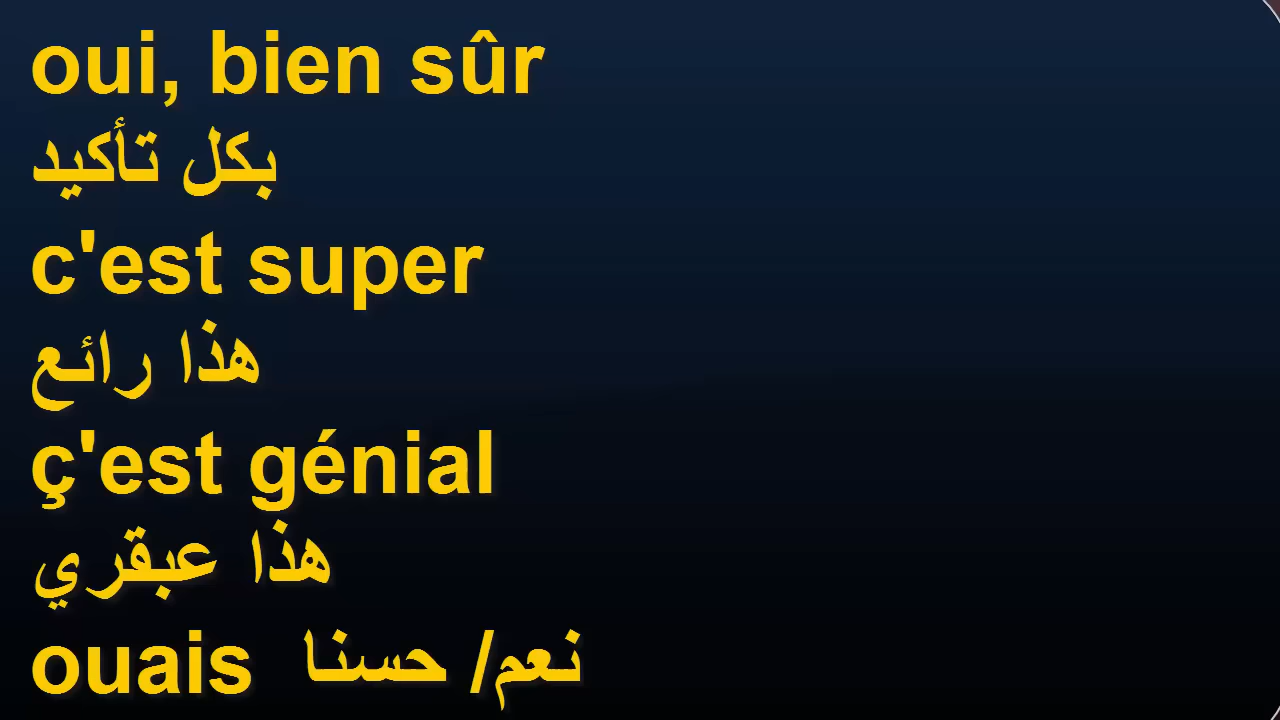 oui, bien sûr
بكل تأكيد
c'est super
هذا رائع
ç'est génial
هذا عبقري
ouais نعم/ حسنا